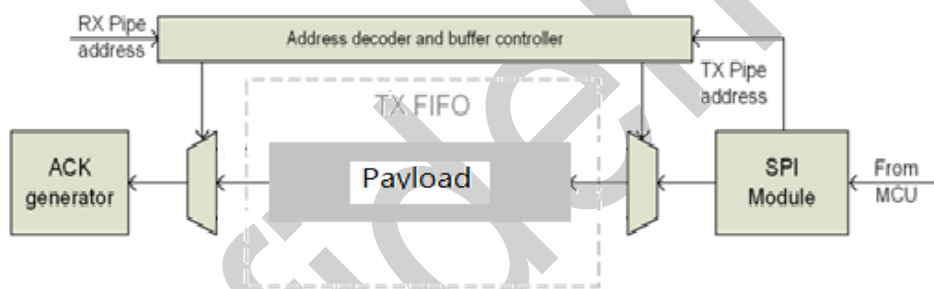 RX Pipe
address
Address decoder and buffer controller
TX Pipe
address
TX FIFO
ACK
generator
Payload
SPI
Module
From
MCU